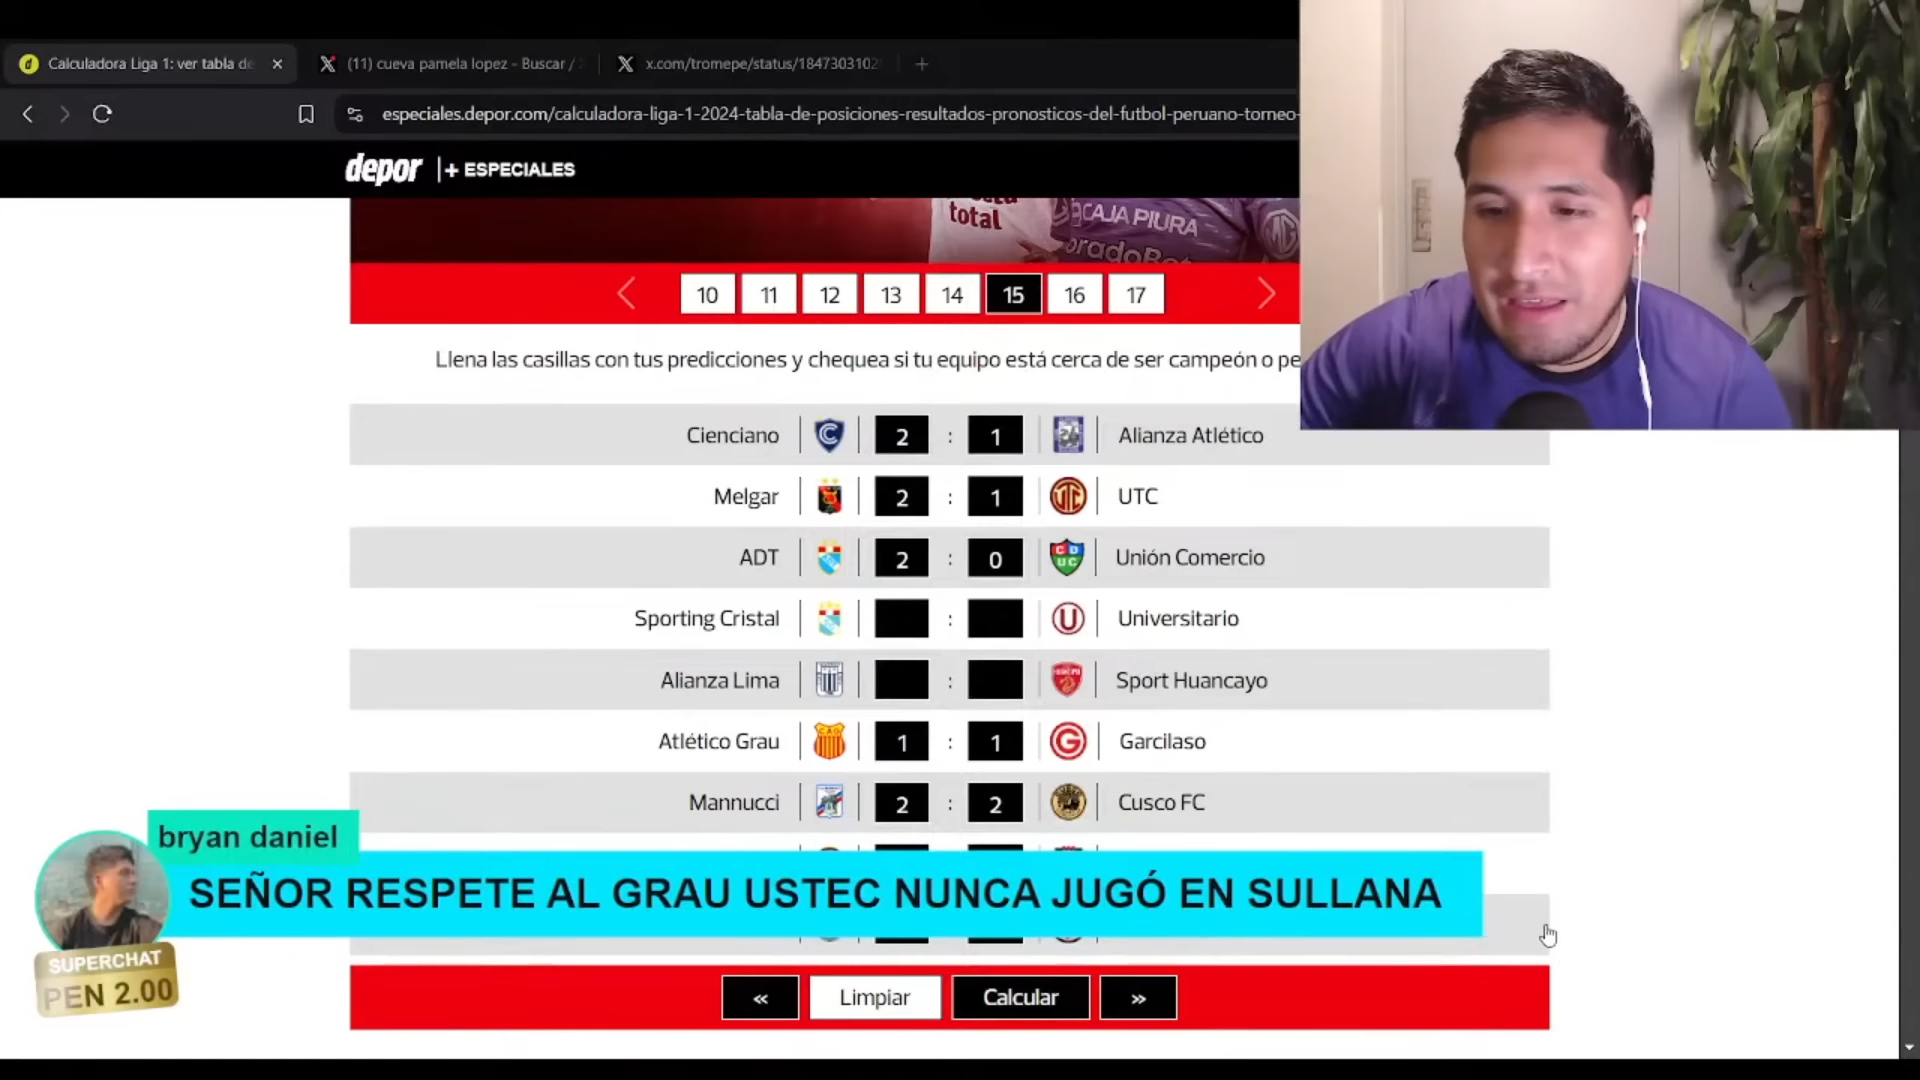 Calculadora Liga 1: ver tabla de
(11) cueva pamela lopez - Buscar /
x.com/tromepe/status/184730310
especiales.depor.com/calculadora-liga-1-2024-tabla-de-posiciones-resultados-pronosticos-del-futbol-peruano-torneo-
depor + ESPECIALES
total
CAJA PIURA
10 11 12 13 14 15 16 17
Llena las casillas con tus predicciones y chequea si tu equipo está cerca de ser campeón o pe
Cienciano 2 : 1 Alianza Atlético
Melgar 2 : 1 UTC
ADT 2 : 0 Unión Comercio
Sporting Cristal : Universitario
Alianza Lima : Sport Huancayo
Atlético Grau 1 : 1 Garcilaso
Mannucci 2 : 2 Cusco FC
bryan daniel
SEÑOR RESPETE AL GRAU USTEC NUNCA JUGÓ EN SULLANA
SUPERCHAT
PEN 2.00
« Limpiar Calcular »